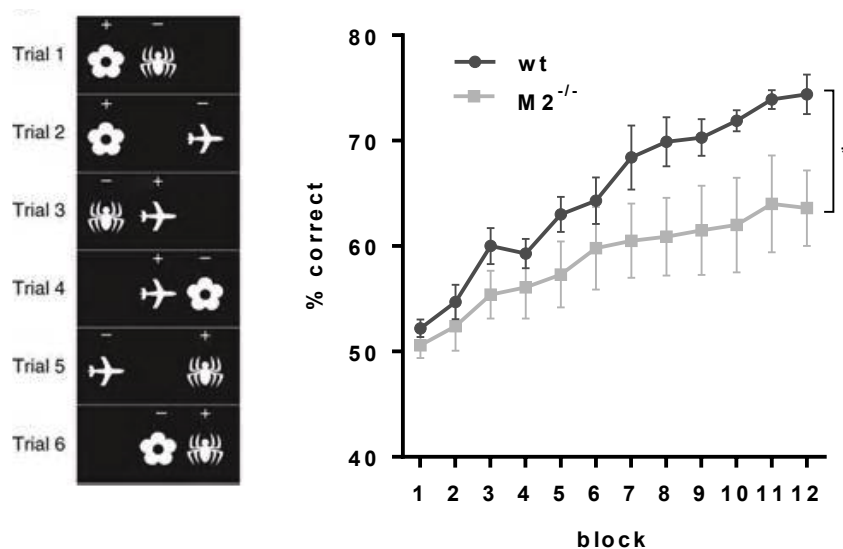 + −
Trial 1
+ −
Trial 2
− +
Trial 3
+ −
Trial 4
− +
Trial 5
− +
Trial 6
80
70
60
50
40
% correct
wt
M2-/-
*
1 2 3 4 5 6 7 8 9 10 11 12
block